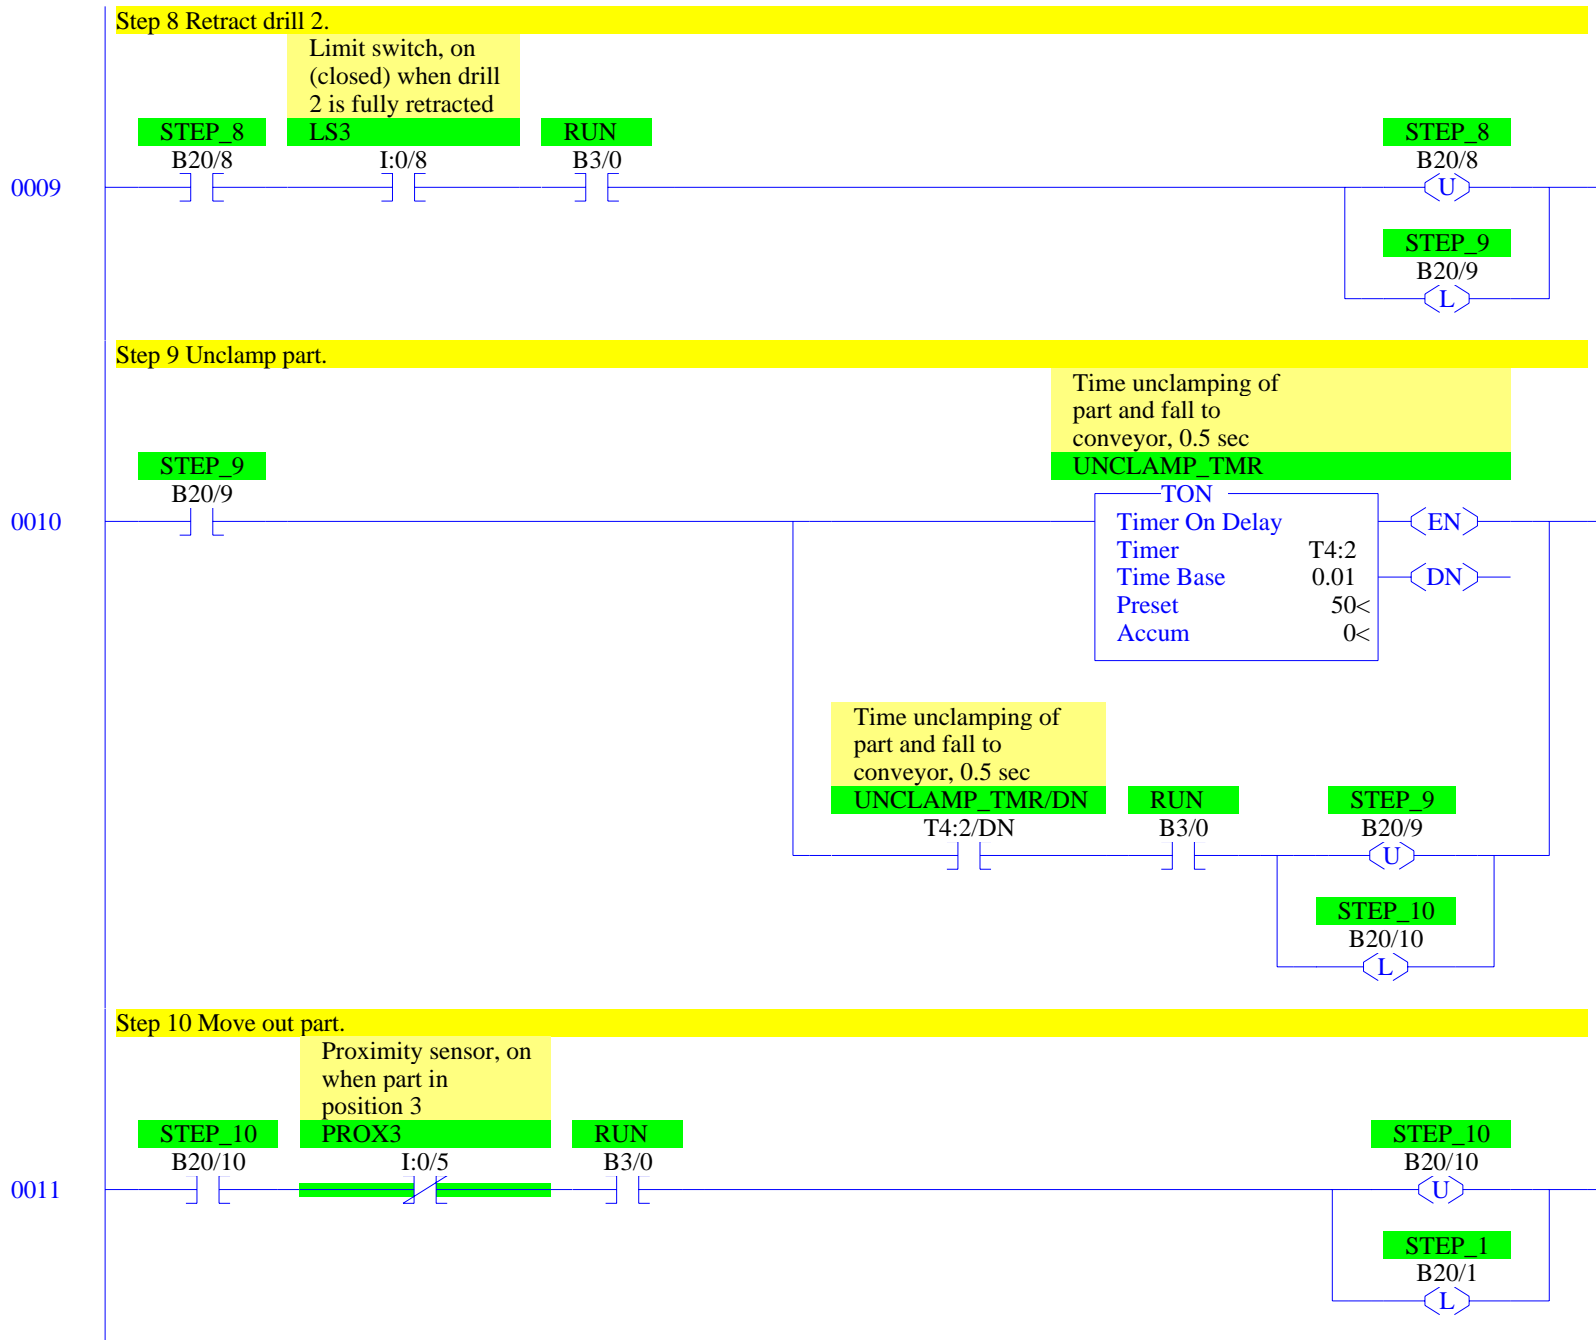 Step 8 Retract drill 2.
Limit switch, on
(closed) when drill
2 is fully retracted
STEP_8 LS3 RUN STEP_8
B20/8 I:0/8 B3/0 B20/8
0009 U
STEP_9
B20/9
L
Step 9 Unclamp part.
Time unclamping of
part and fall to
conveyor, 0.5 sec
STEP_9 UNCLAMP_TMR
B20/9 TON
0010 Timer On Delay EN
Timer T4:2
Time Base 0.01 DN
Preset 50<
Accum 0<
Time unclamping of
part and fall to
conveyor, 0.5 sec
UNCLAMP_TMR/DN RUN STEP_9
T4:2/DN B3/0 B20/9
U
STEP_10
B20/10
L
Step 10 Move out part.
Proximity sensor, on
when part in
position 3
STEP_10 PROX3 RUN STEP_10
B20/10 I:0/5 B3/0 B20/10
0011 U
STEP_1
B20/1
L